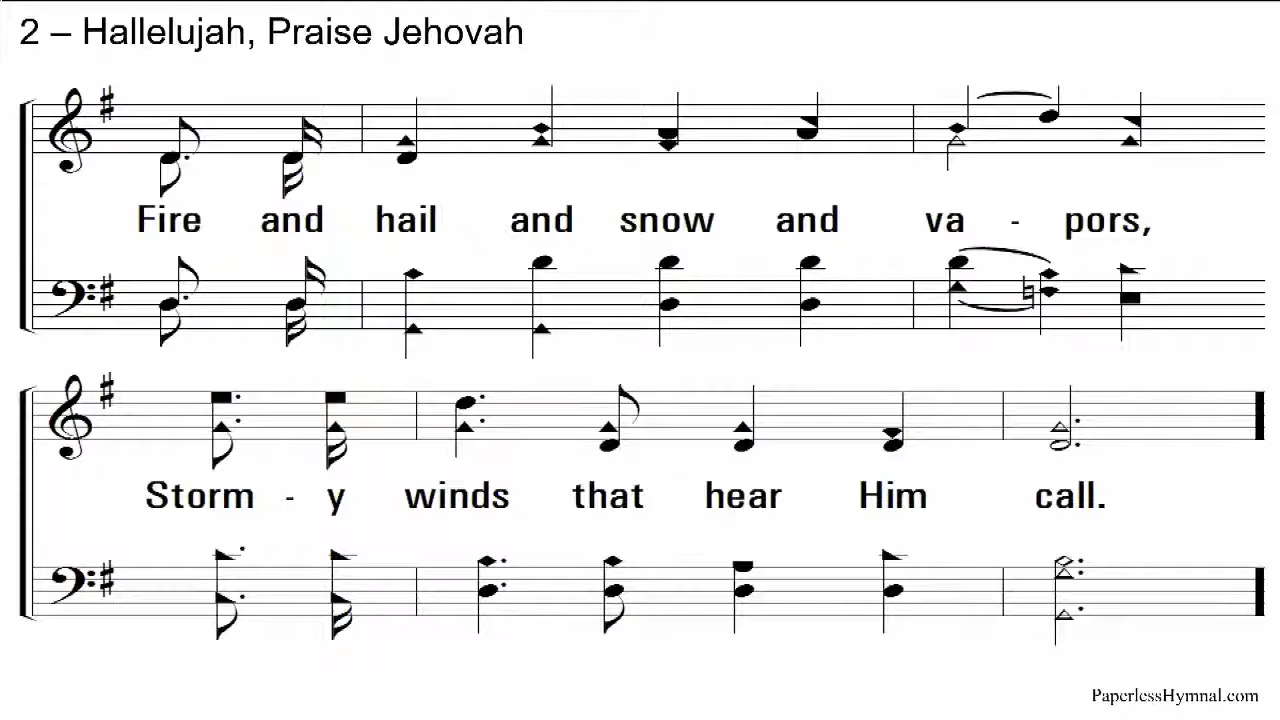 2 – Hallelujah, Praise Jehovah
Fire and hail and snow and va - pors,
Storm - y winds that hear Him call.
PaperlessHymnal.com